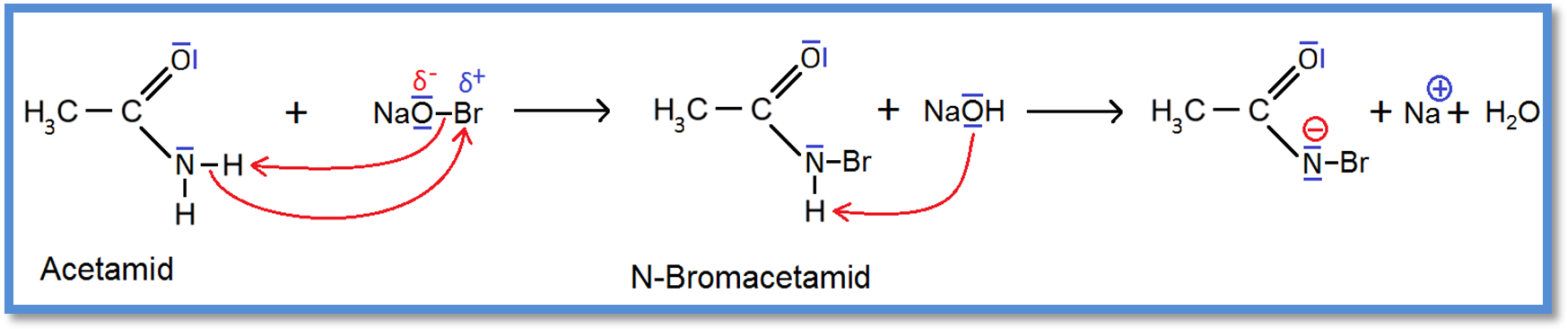 H₃C–C
O
N–H
H
+
δ⁻ δ⁺
NaO–Br
H₃C–C
O
N–Br
H
+
NaOH
H₃C–C
O
⊖
N–Br
+ Na⊕ + H₂O
Acetamid
N-Bromacetamid